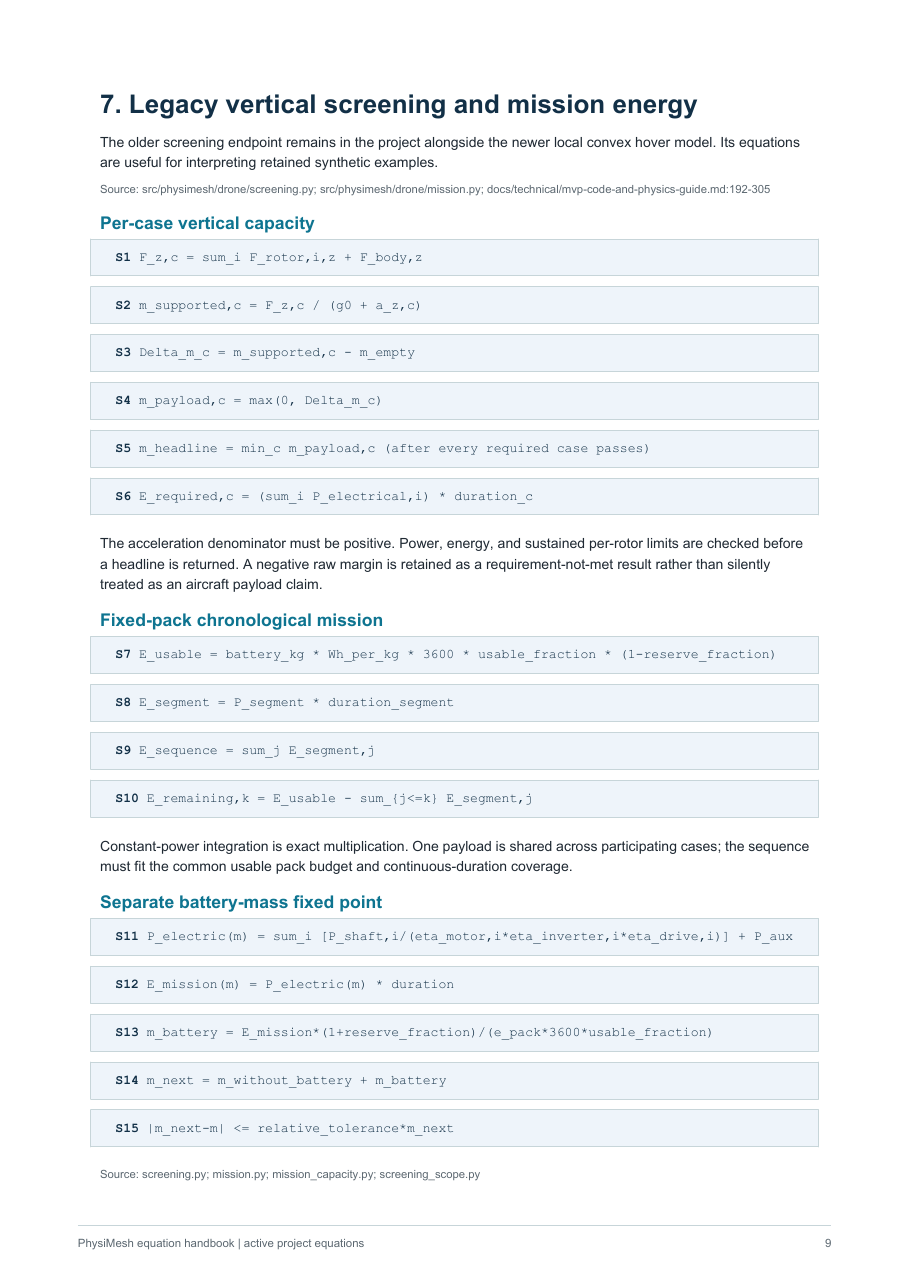 7. Legacy vertical screening and mission energy
The older screening endpoint remains in the project alongside the newer local convex hover model. Its equations
are useful for interpreting retained synthetic examples.
Source: src/physimesh/drone/screening.py; src/physimesh/drone/mission.py; docs/technical/mvp-code-and-physics-guide.md:192-305
Per-case vertical capacity
S1 F_z,c = sum_i F_rotor,i,z + F_body,z
S2 m_supported,c = F_z,c / (g0 + a_z,c)
S3 Delta_m_c = m_supported,c - m_empty
S4 m_payload,c = max(0, Delta_m_c)
S5 m_headline = min_c m_payload,c (after every required case passes)
S6 E_required,c = (sum_i P_electrical,i) * duration_c
The acceleration denominator must be positive. Power, energy, and sustained per-rotor limits are checked before
a headline is returned. A negative raw margin is retained as a requirement-not-met result rather than silently
treated as an aircraft payload claim.
Fixed-pack chronological mission
S7 E_usable = battery_kg * Wh_per_kg * 3600 * usable_fraction * (1-reserve_fraction)
S8 E_segment = P_segment * duration_segment
S9 E_sequence = sum_j E_segment,j
S10 E_remaining,k = E_usable - sum_{j<=k} E_segment,j
Constant-power integration is exact multiplication. One payload is shared across participating cases; the sequence
must fit the common usable pack budget and continuous-duration coverage.
Separate battery-mass fixed point
S11 P_electric(m) = sum_i [P_shaft,i/(eta_motor,i*eta_inverter,i*eta_drive,i)] + P_aux
S12 E_mission(m) = P_electric(m) * duration
S13 m_battery = E_mission*(1+reserve_fraction)/(e_pack*3600*usable_fraction)
S14 m_next = m_without_battery + m_battery
S15 |m_next-m| <= relative_tolerance*m_next
Source: screening.py; mission.py; mission_capacity.py; screening_scope.py
PhysiMesh equation handbook | active project equations
9